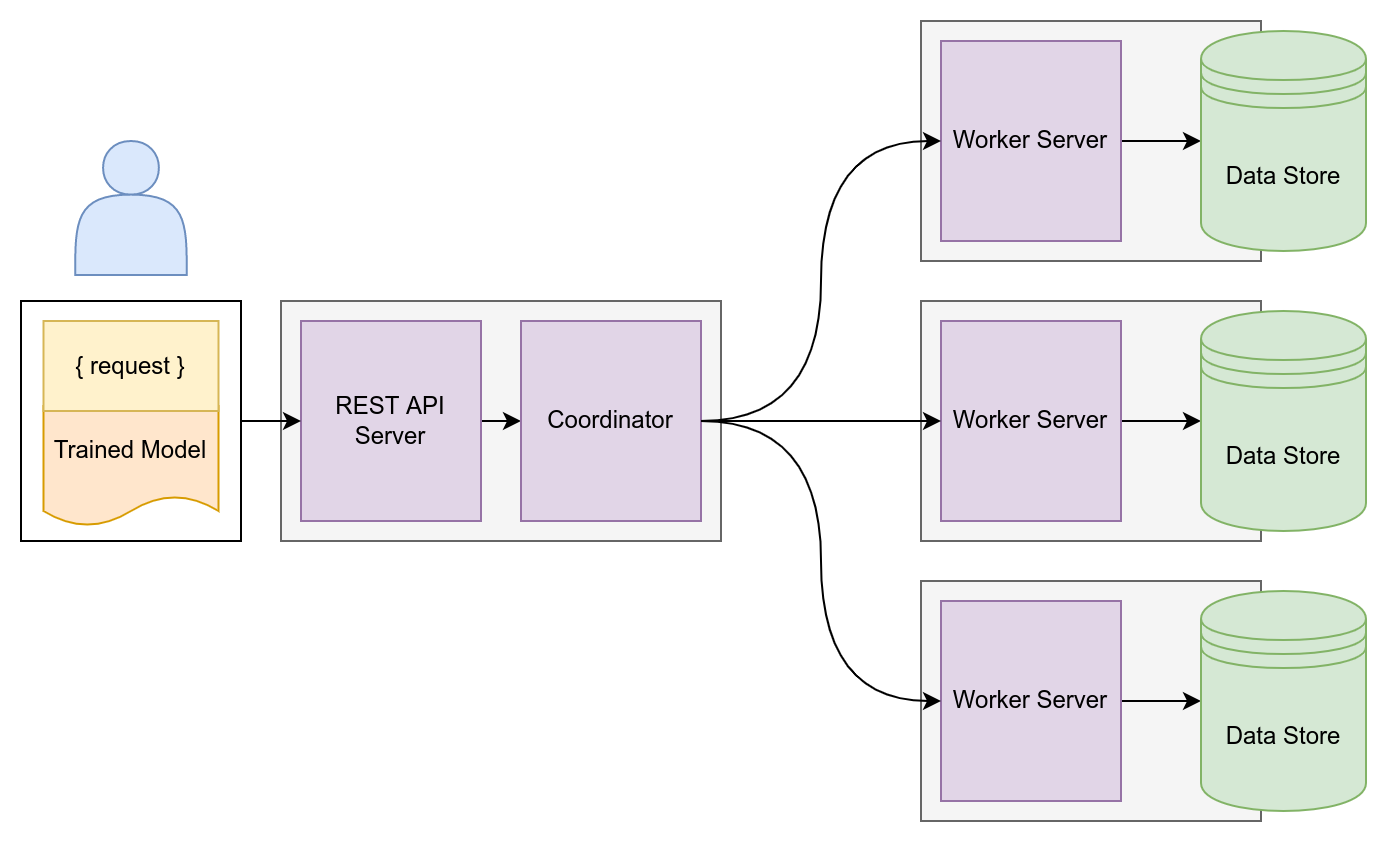 { request }
Trained Model
REST API
Server
Coordinator
Worker Server
Data Store
Worker Server
Data Store
Worker Server
Data Store